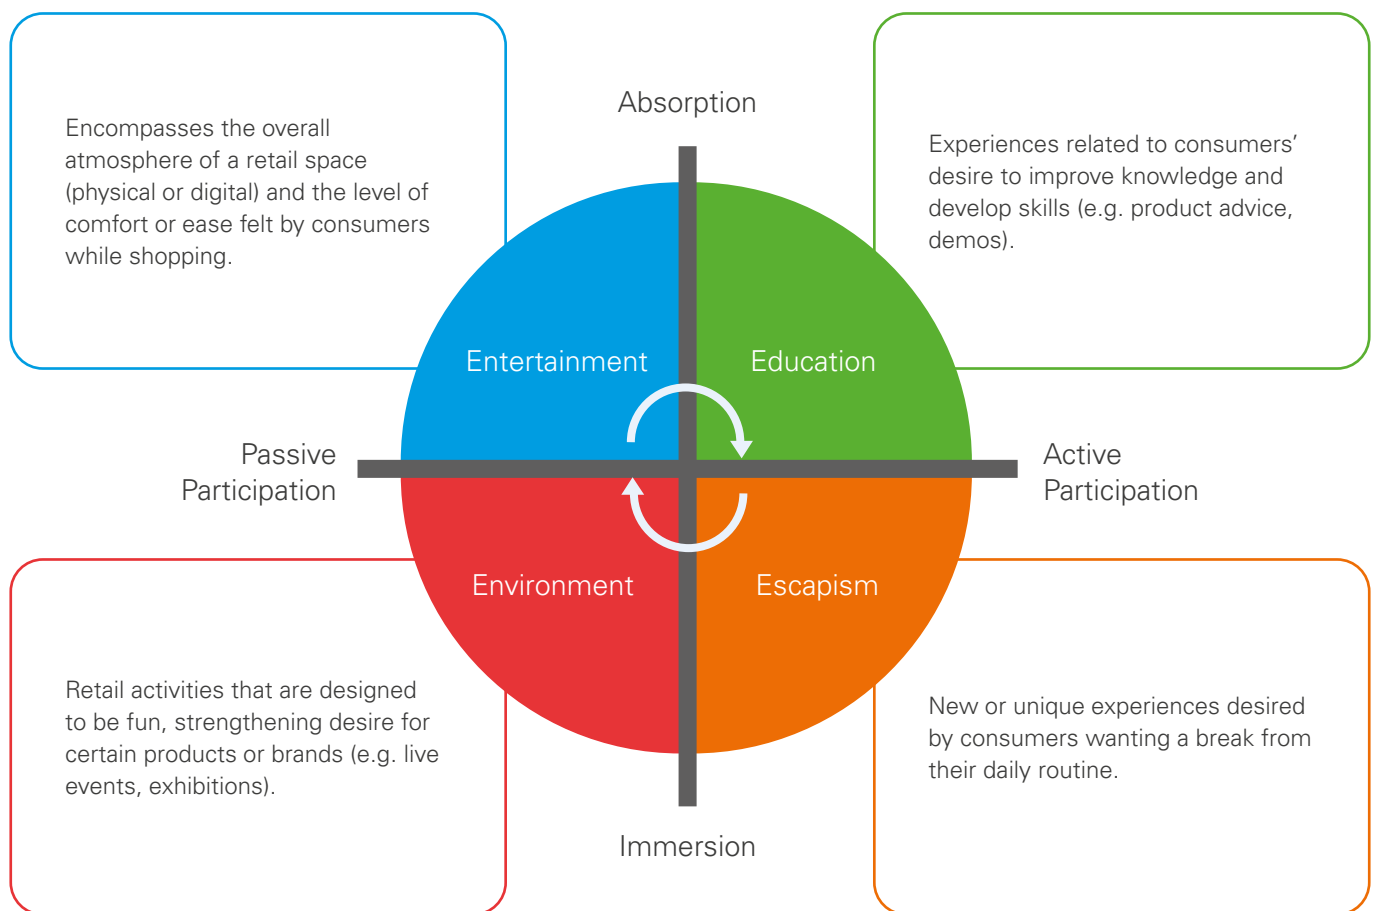 Encompasses the overall
atmosphere of a retail space
(physical or digital) and the level of
comfort or ease felt by consumers
while shopping.
Absorption
Experiences related to consumers’
desire to improve knowledge and
develop skills (e.g. product advice,
demos).
Entertainment
Education
Passive
Participation
Active
Participation
Environment
Escapism
Retail activities that are designed
to be fun, strengthening desire for
certain products or brands (e.g. live
events, exhibitions).
New or unique experiences desired
by consumers wanting a break from
their daily routine.
Immersion